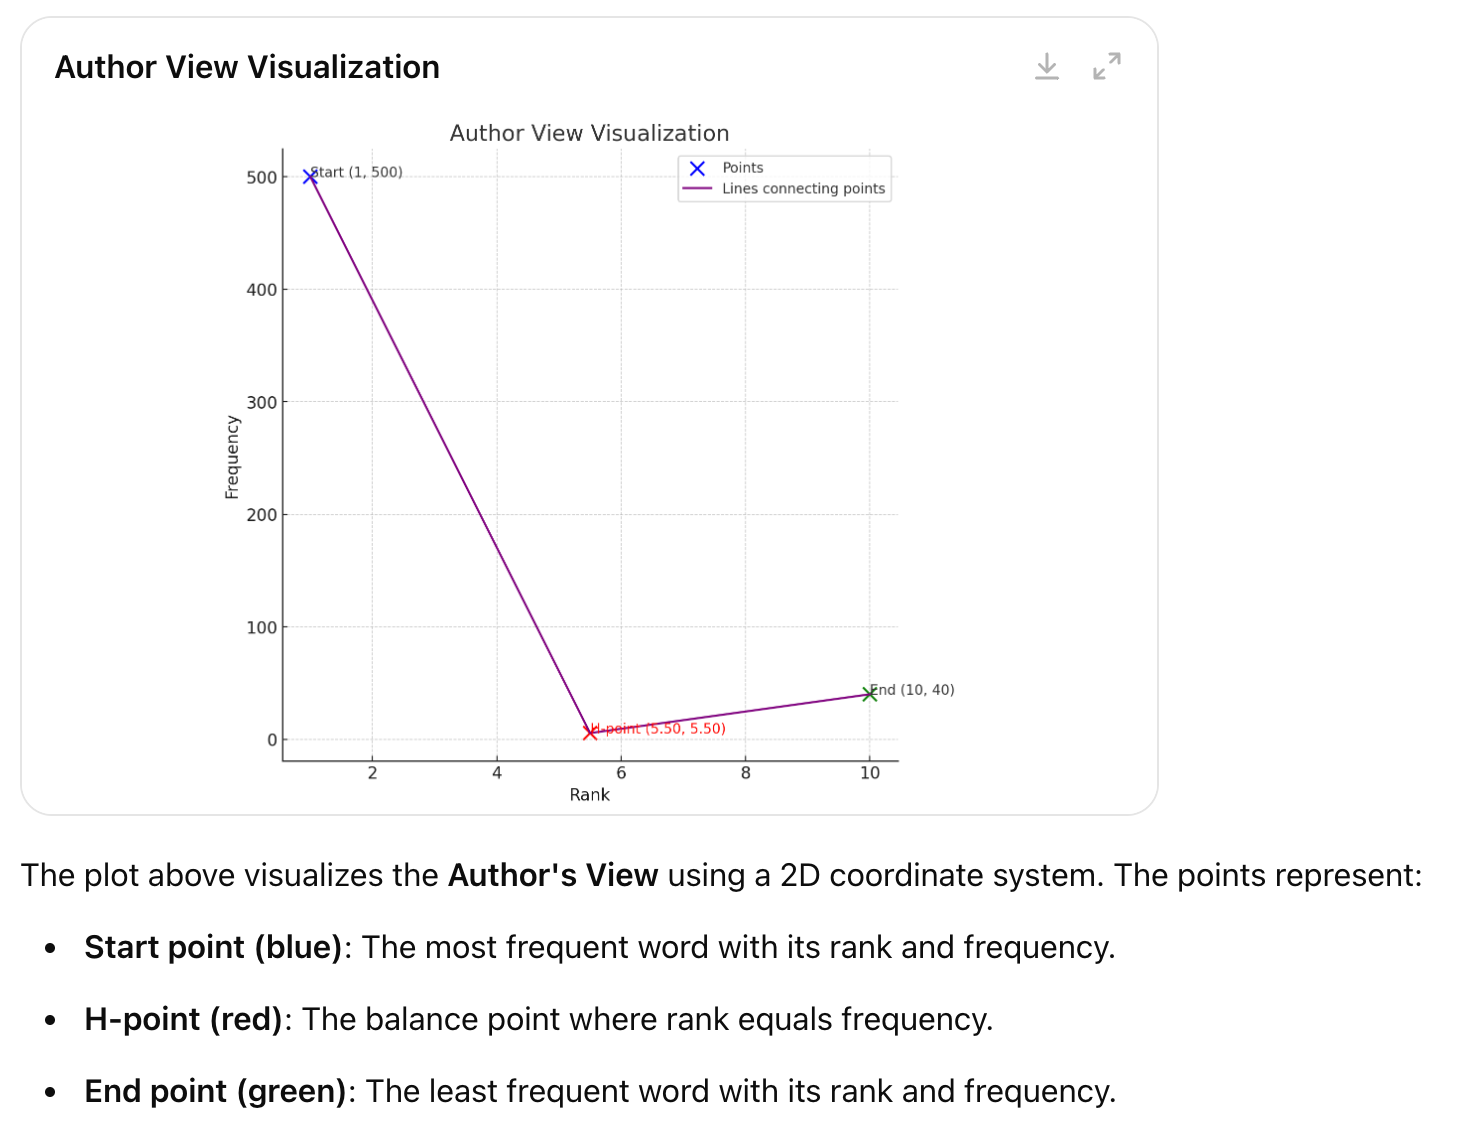 Author View Visualization
Author View Visualization
500
400
300
200
100
0
Frequency
Start (1, 500)
Points
Lines connecting points
H-point (5.50, 5.50)
End (10, 40)
2 4 6 8 10
Rank
The plot above visualizes the Author's View using a 2D coordinate system. The points represent:
• Start point (blue): The most frequent word with its rank and frequency.
• H-point (red): The balance point where rank equals frequency.
• End point (green): The least frequent word with its rank and frequency.